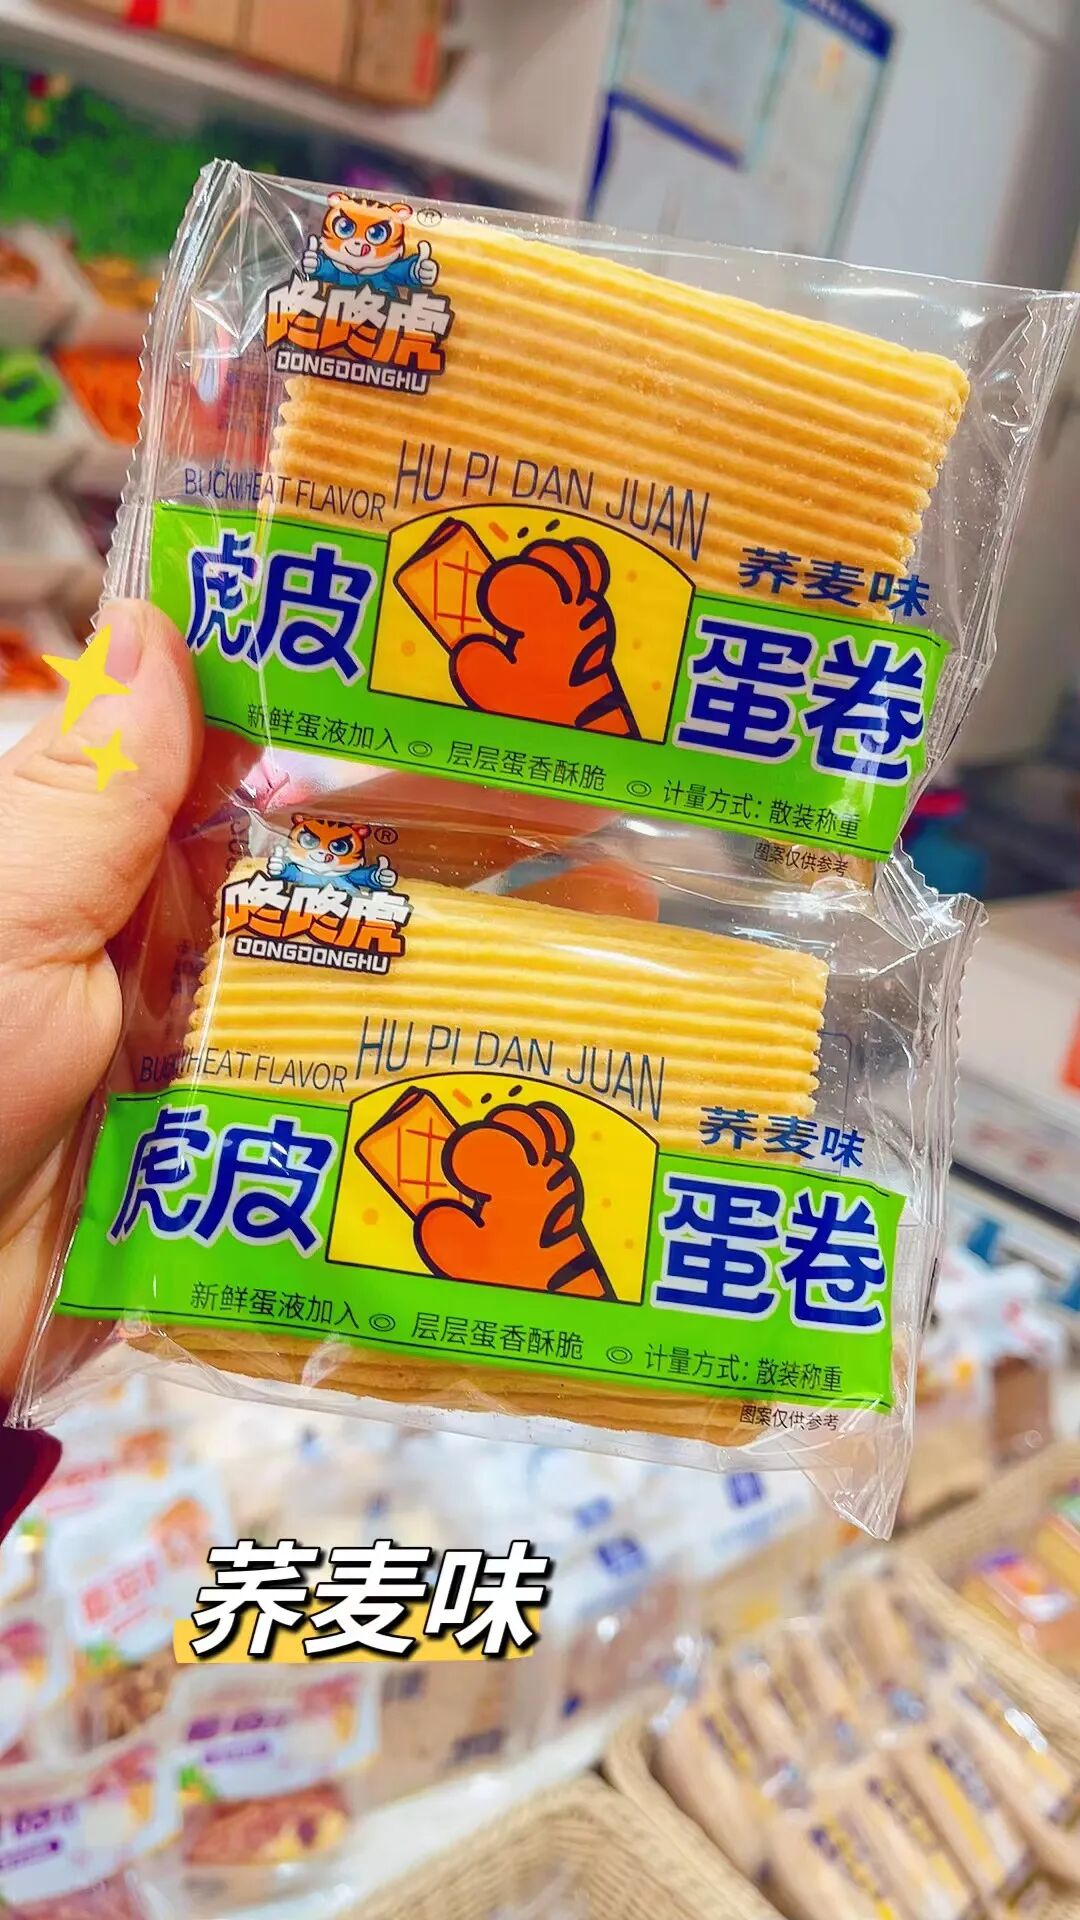 咚咚虎®
DONGDONGHU
BUCKWHEAT FLAVOR
HU PI DAN JUAN
荞麦味
虎皮
蛋卷
新鲜蛋液加入 ◎ 层层蛋香酥脆 ◎ 计量方式: 散装称重
图案仅供参考
咚咚虎®
DONGDONGHU
BUCKWHEAT FLAVOR
HU PI DAN JUAN
荞麦味
虎皮
蛋卷
新鲜蛋液加入 ◎ 层层蛋香酥脆 ◎ 计量方式: 散装称重
图案仅供参考
荞麦味